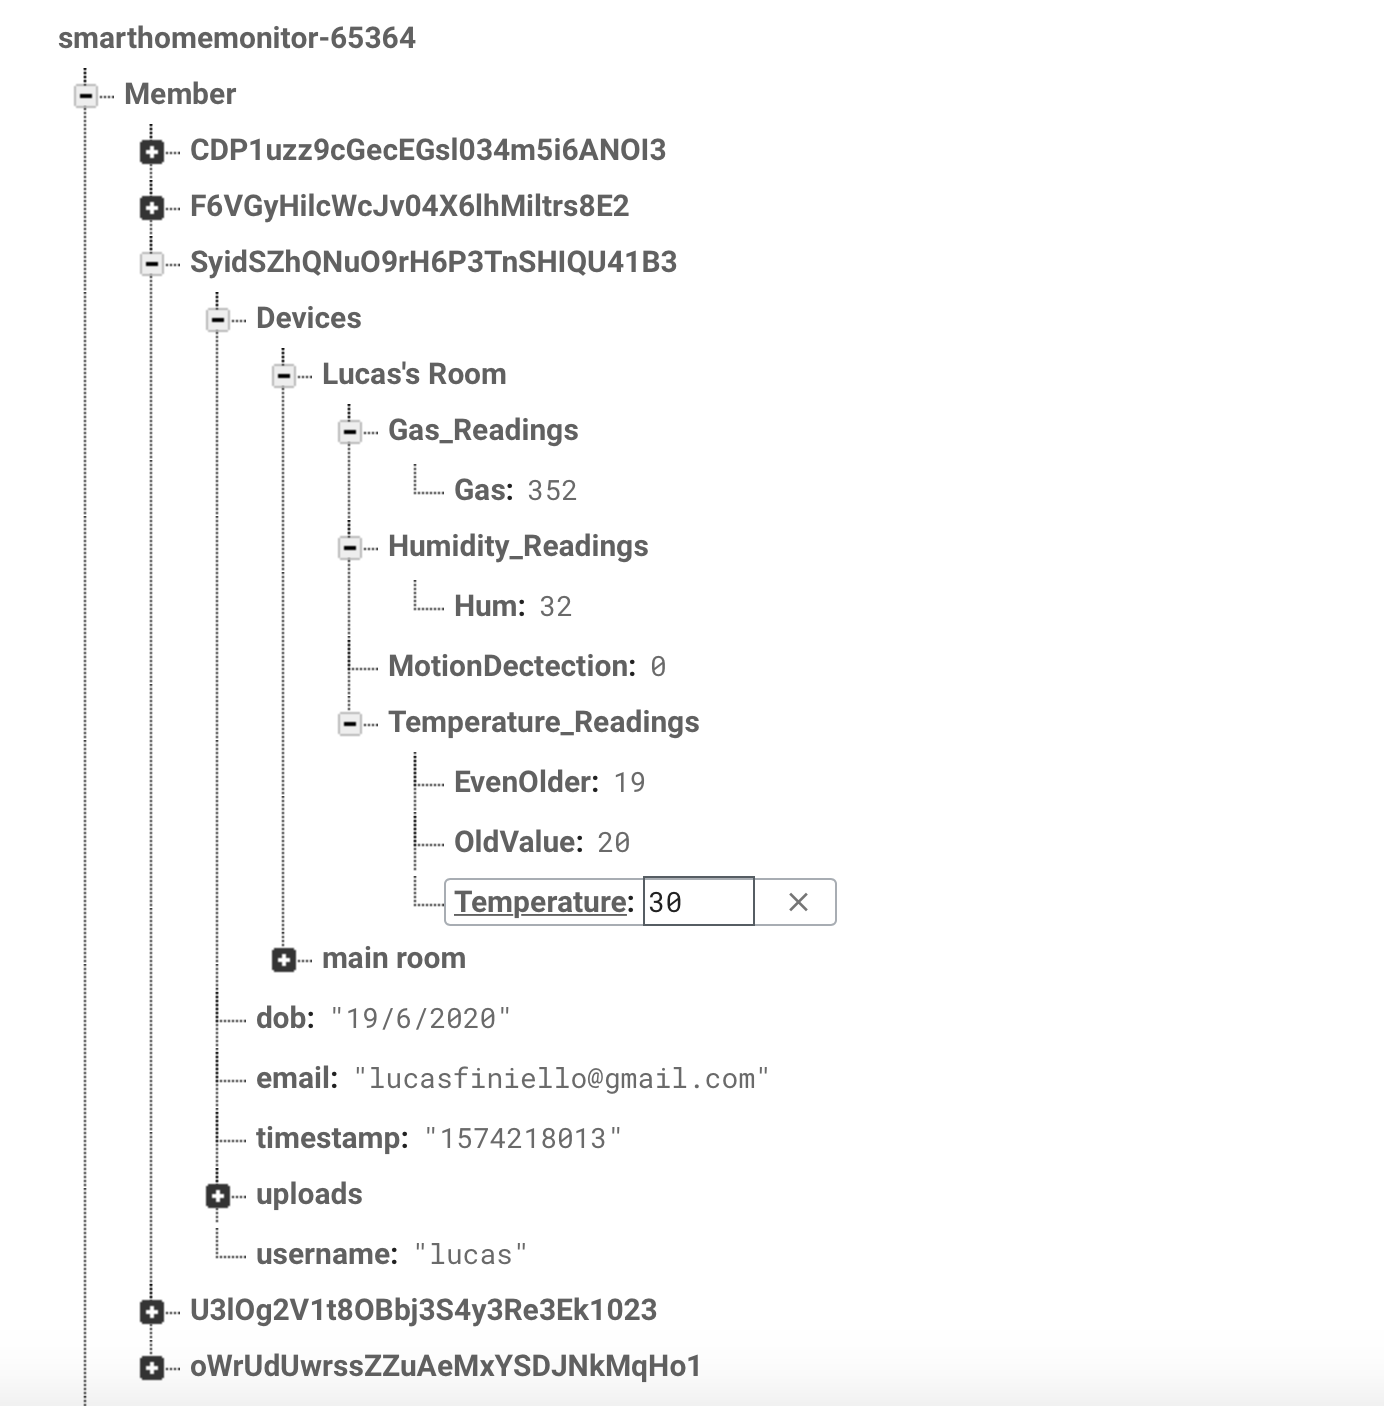 smarthomemonitor-65364
Member
CDP1uzz9cGecEGsl034m5i6ANOI3
F6VGyHilcWcJv04X6lhMiltrs8E2
SyidSZhQNuO9rH6P3TnSHIQU41B3
Devices
Lucas's Room
Gas_Readings
Gas: 352
Humidity_Readings
Hum: 32
MotionDectection: 0
Temperature_Readings
EvenOlder: 19
OldValue: 20
Temperature: 30
main room
dob: "19/6/2020"
email: "lucasfiniello@gmail.com"
timestamp: "1574218013"
uploads
username: "lucas"
U3lOg2V1t8OBbj3S4y3Re3Ek1023
oWrUdUwrssZZuAeMxYSDJNkMqHo1